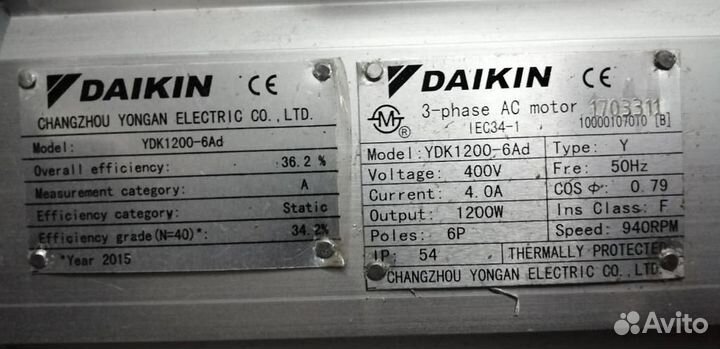 DAIKIN CE
CHANGZHOU YONGAN ELECTRIC CO.,LTD.
Model: YDK1200-6Ad
Overall efficiency: 36.2 %
Measurement category: A
Efficiency category: Static
Efficiency grade(N=40)*: 34.2%
*Year 2015
DAIKIN CE
M ® 3-phase AC motor 1703311
IEC34-1 10000107010 [B]
Model: YDK1200-6Ad Type: Y
Voltage: 400V Fre: 50Hz
Current: 4.0A COS Φ: 0.79
Output: 1200W Ins Class: F
Poles: 6P Speed: 940RPM
IP: 54 THERMALLY PROTECTED
CHANGZHOU YONGAN ELECTRIC CO.,LTD.
Avito